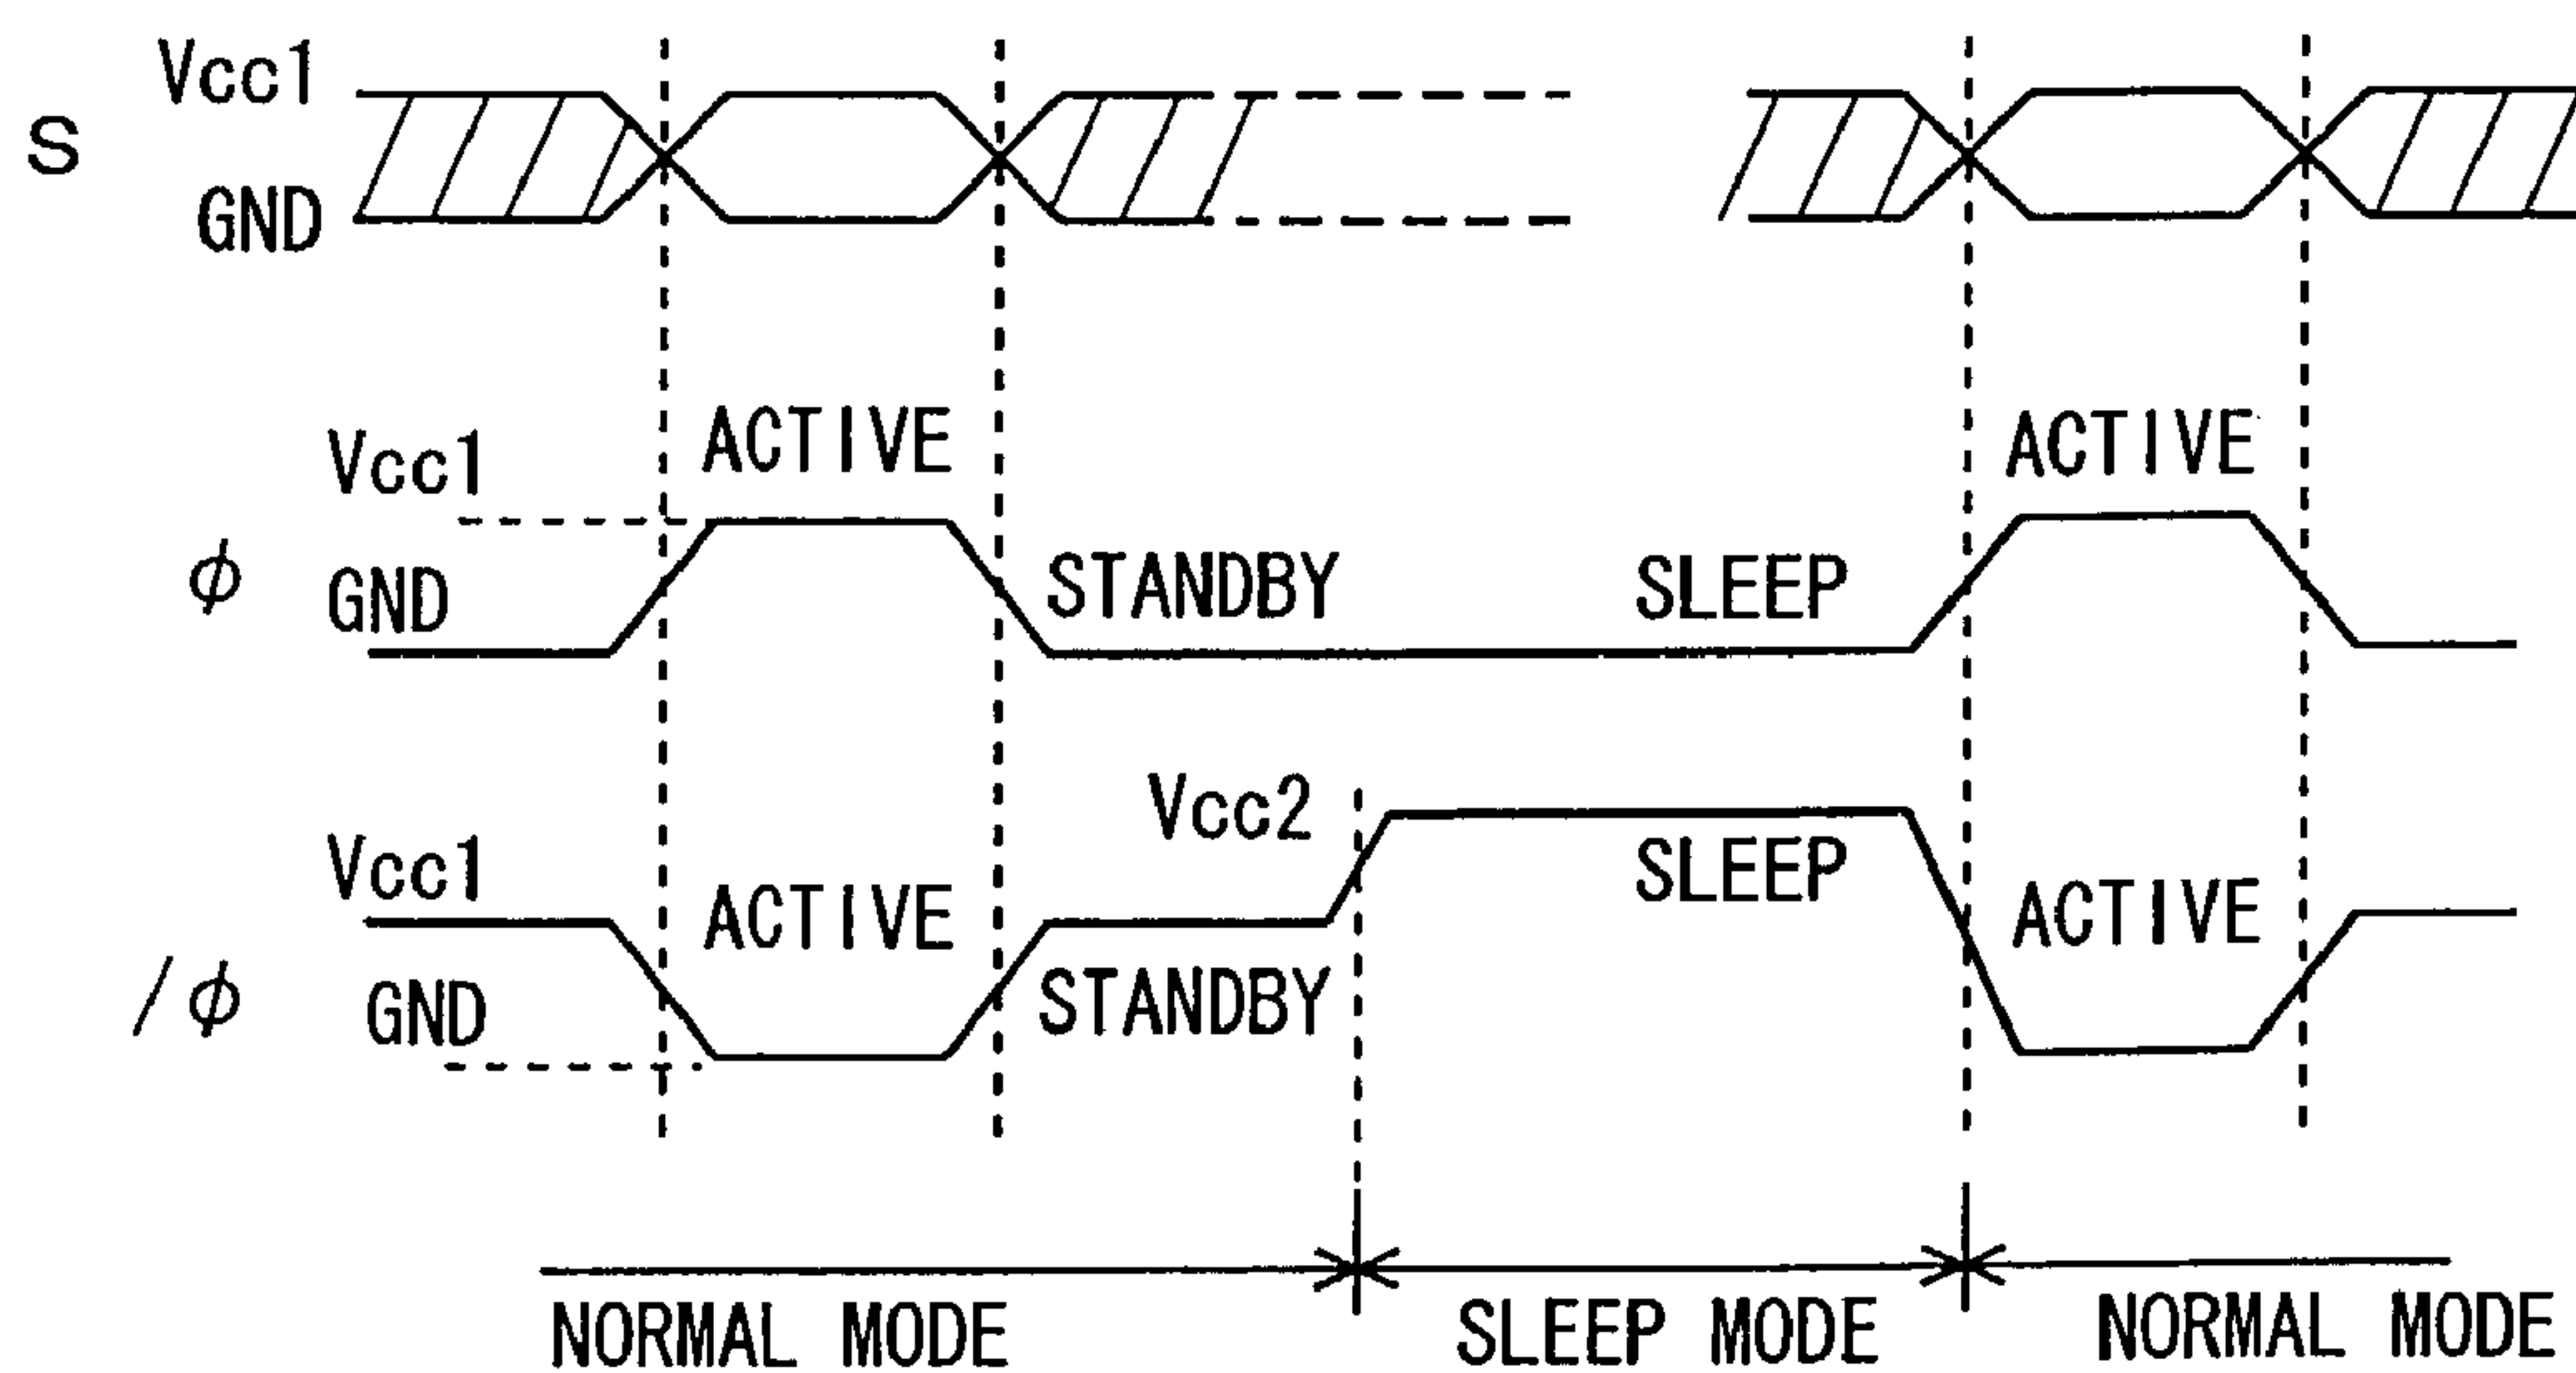 Vcc1
S
GND
ACTIVE
ACTIVE
Vcc1
φ
GND
STANDBY
SLEEP
Vcc2
Vcc1
SLEEP
ACTIVE
ACTIVE
/φ
GND
STANDBY
NORMAL MODE
SLEEP MODE
NORMAL MODE